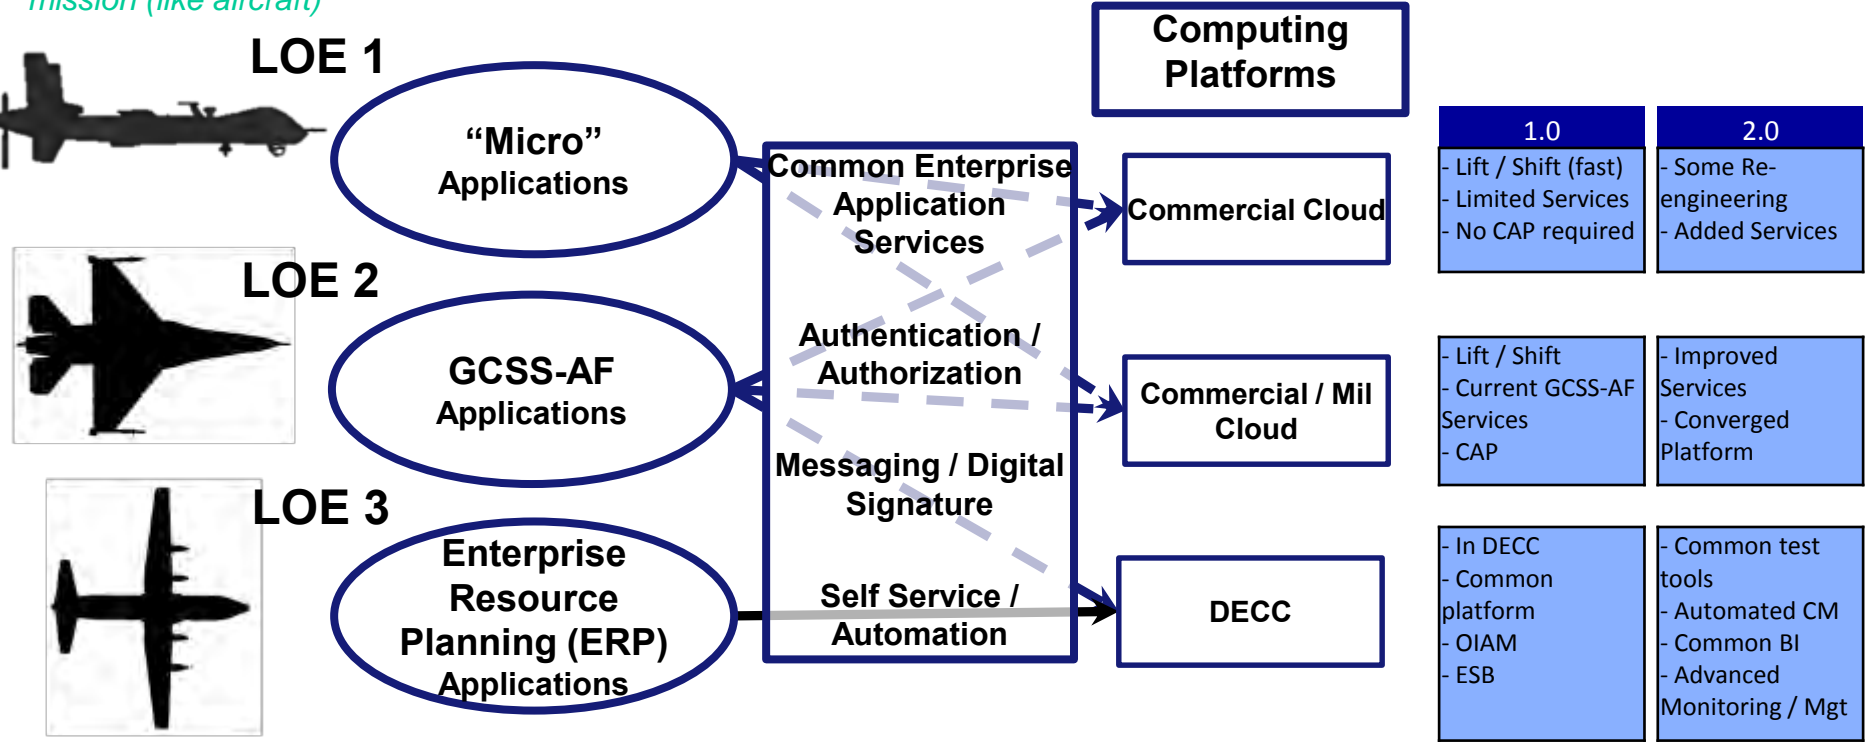 mission (like aircraft)
LOE 1
“Micro”
Applications
LOE 2
GCSS-AF
Applications
LOE 3
Enterprise
Resource
Planning (ERP)
Applications
Common Enterprise
Application
Services
Authentication /
Authorization
Messaging / Digital
Signature
Self Service /
Automation
Computing
Platforms
Commercial Cloud
Commercial / Mil
Cloud
DECC
1.0
- Lift / Shift (fast)
- Limited Services
- No CAP required
2.0
- Some Re-
engineering
- Added Services
- Lift / Shift
- Current GCSS-AF
Services
- CAP
- Improved
Services
- Converged
Platform
- In DECC
- Common
platform
- OIAM
- ESB
- Common test
tools
- Automated CM
- Common BI
- Advanced
Monitoring / Mgt